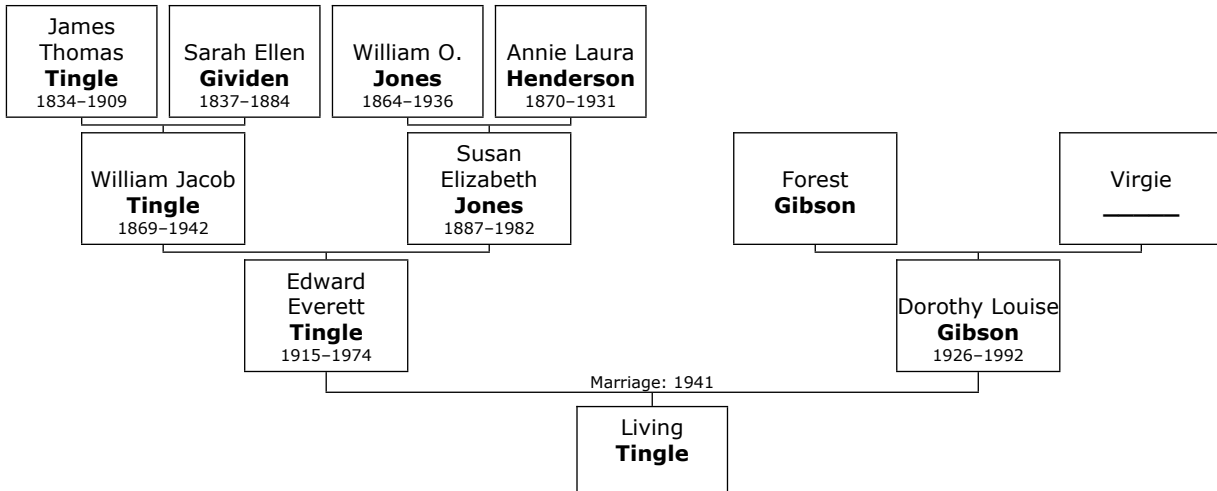 James
Thomas
Tingle
1834–1909
Sarah Ellen
Gividen
1837–1884
William O.
Jones
1864–1936
Annie Laura
Henderson
1870–1931
William Jacob
Tingle
1869–1942
Susan
Elizabeth
Jones
1887–1982
Forest
Gibson
Virgie
______
Edward
Everett
Tingle
1915–1974
Dorothy Louise
Gibson
1926–1992
Marriage: 1941
Living
Tingle